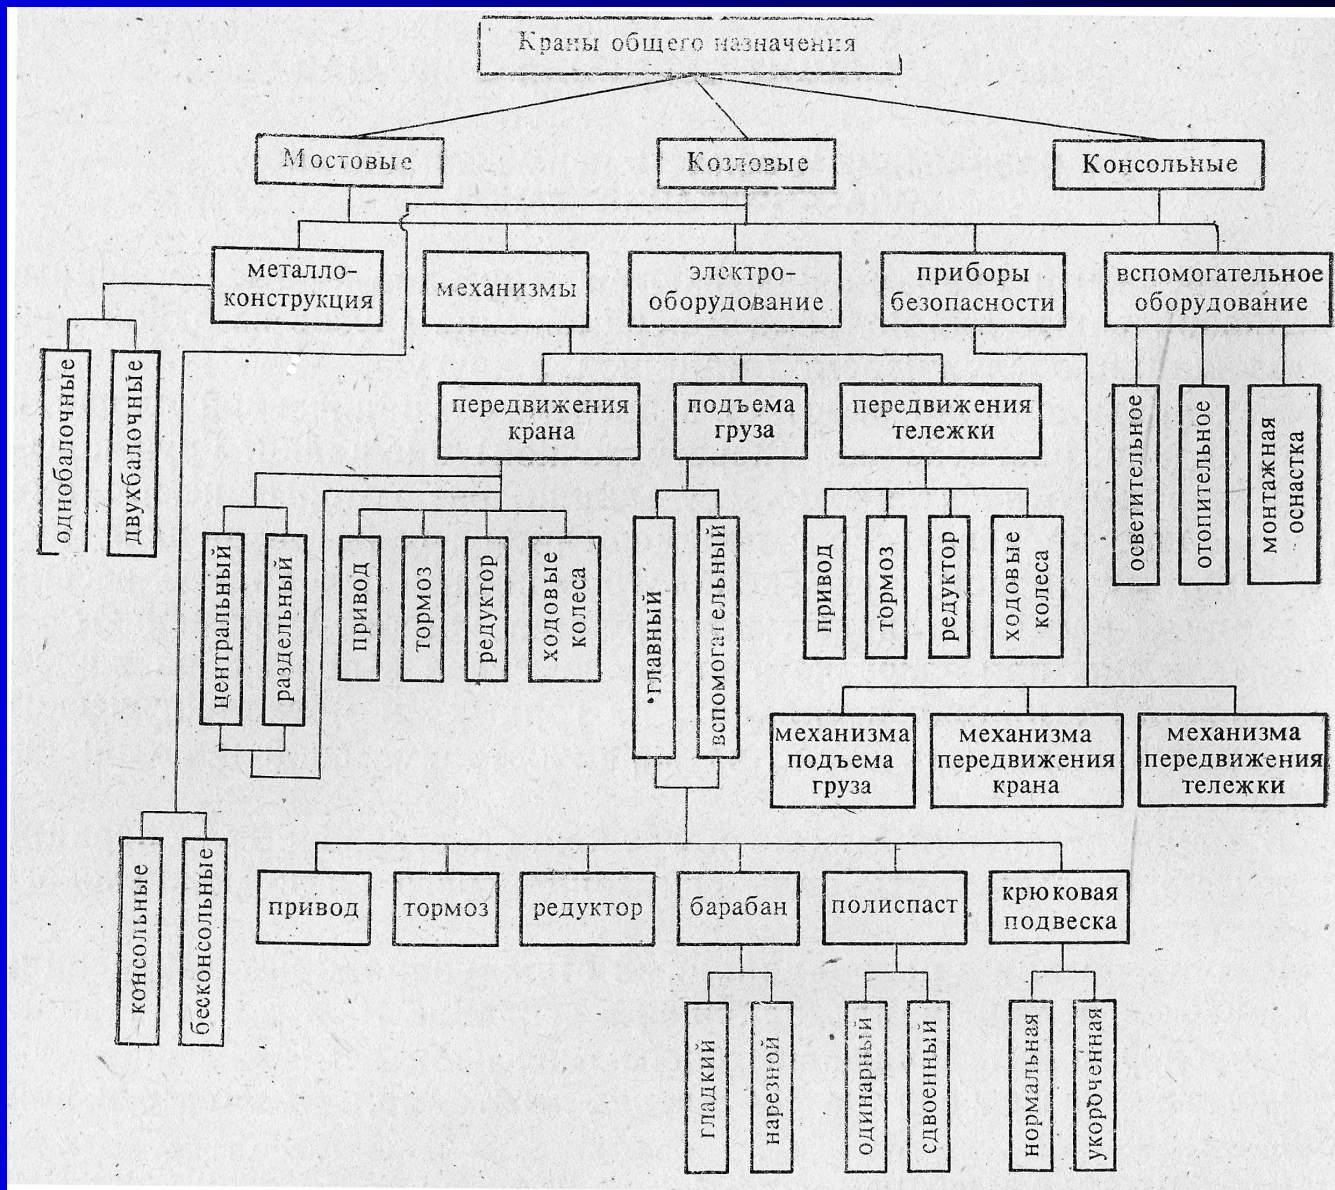 Краны общего назначения
Мостовые
Козловые
Консольные
металло-
конструкция
механизмы
электро-
оборудование
приборы
безопасности
вспомогательное
оборудование
однобалочные
двухбалочные
передвижения
крана
подъема
груза
передвижения
тележки
осветительное
отопительное
монтажная
оснастка
центральный
раздельный
привод
тормоз
редуктор
ходовые
колеса
главный
вспомогательный
привод
тормоз
редуктор
ходовые
колеса
механизма
подъема
груза
механизма
передвижения
крана
механизма
передвижения
тележки
консольные
бесконсольные
привод
тормоз
редуктор
барабан
полиспаст
крюковая
подвеска
гладкий
нарезной
одинарный
сдвоенный
нормальная
укороченная